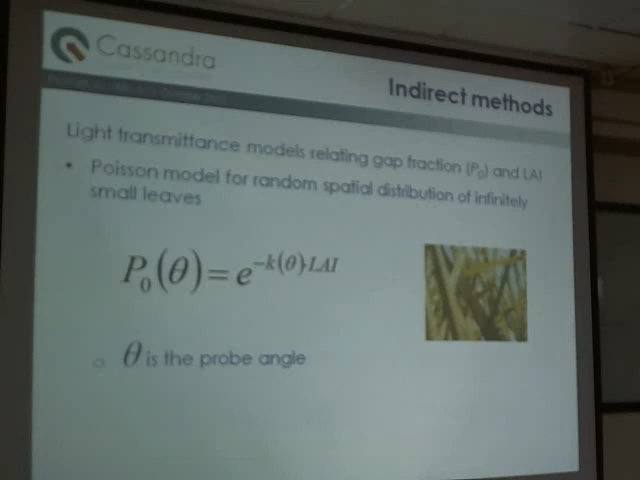 Cassandra
Indirect methods
Light transmittance models relating gap fraction (P₀) and LAI
• Poisson model for random spatial distribution of infinitely
small leaves
P₀(θ)=e^{-k(θ)·LAI}
○ θ is the probe angle